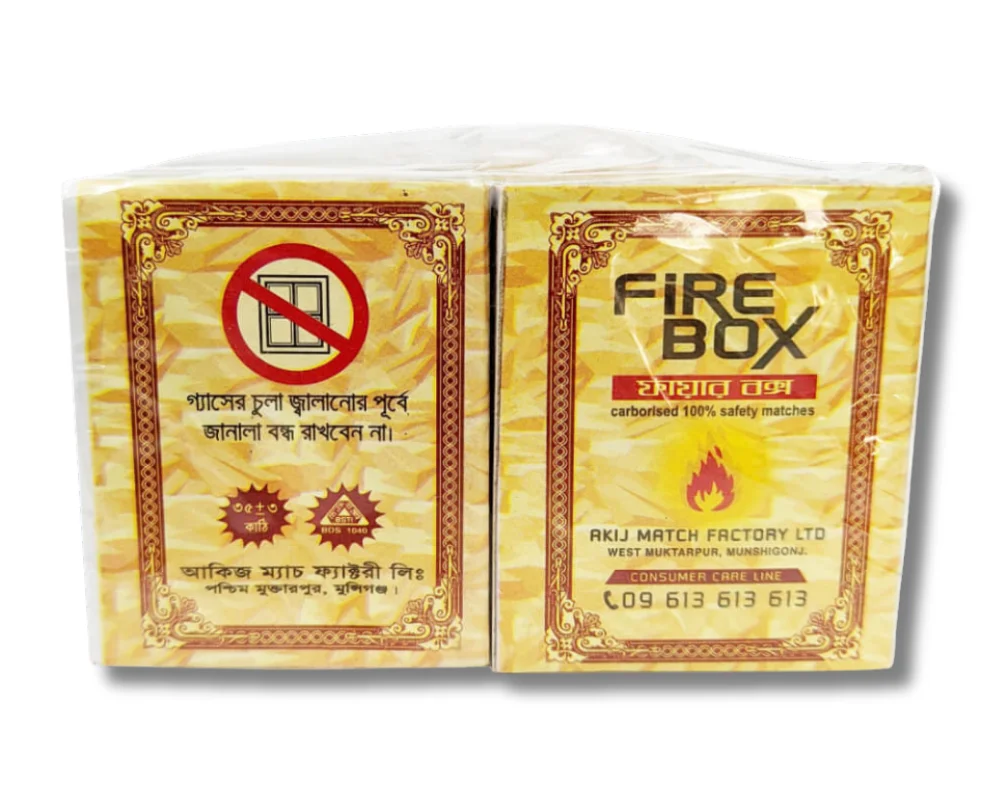 গ্যাসের চুলা জ্বালানোর পূর্বে
জানালা বন্ধ রাখবেন না।
৩৫±৩
কাঠি
BSTI
BDS 1046
আকিজ ম্যাচ ফ্যাক্টরী লিঃ
পশ্চিম মুক্তারপুর, মুন্সিগঞ্জ।
FIRE
BOX
ফায়ার বক্স
carborised 100% safety matches
AKIJ MATCH FACTORY LTD
WEST MUKTARPUR, MUNSHIGONJ.
CONSUMER CARE LINE
09 613 613 613